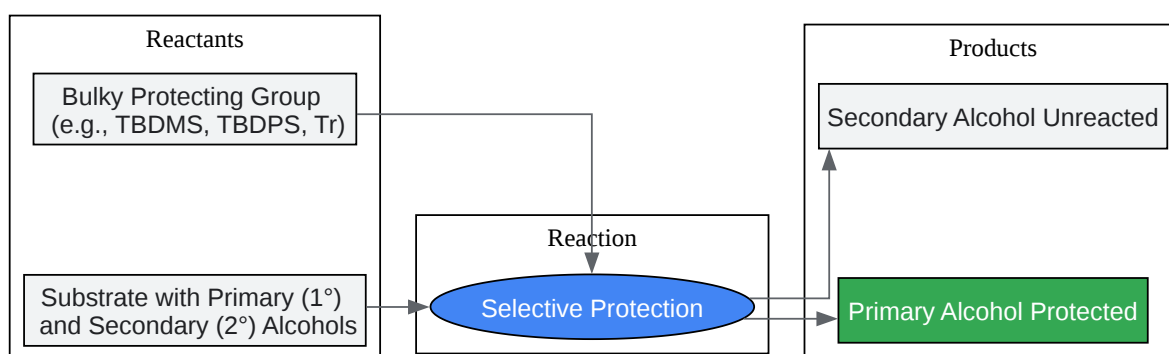 Reactants
Bulky Protecting Group
(e.g., TBDMS, TBDPS, Tr)
Substrate with Primary (1°)
and Secondary (2°) Alcohols
Reaction
Selective Protection
Products
Secondary Alcohol Unreacted
Primary Alcohol Protected